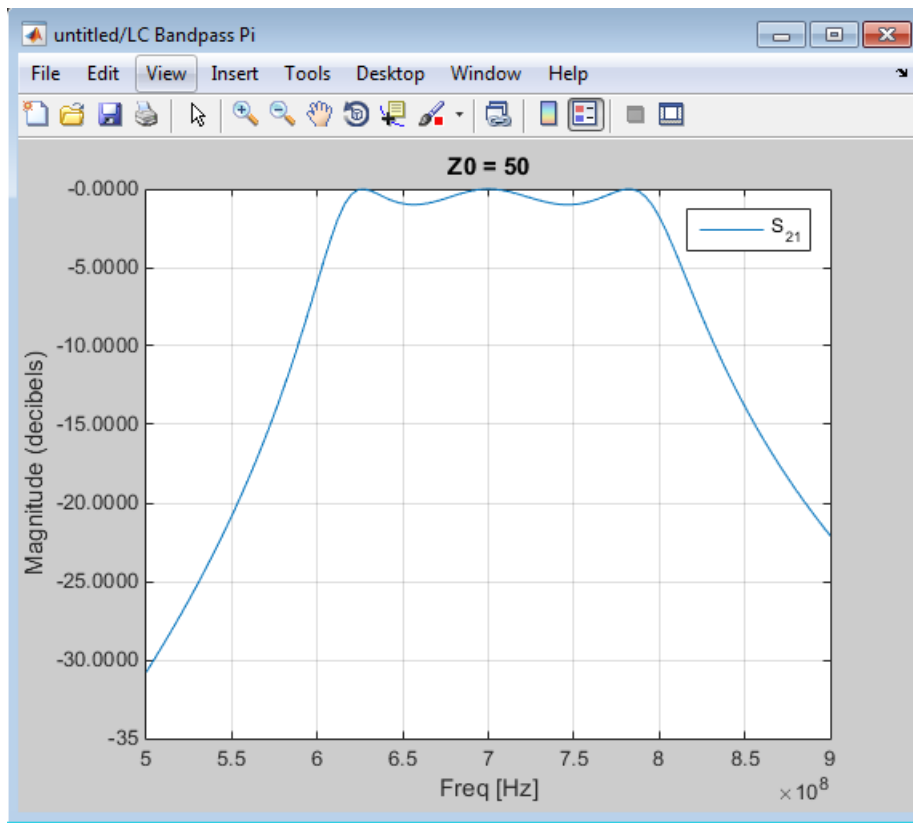 untitled/LC Bandpass Pi
File Edit View Insert Tools Desktop Window Help
Z0 = 50
-0.0000
-5.0000
-10.0000
-15.0000
-20.0000
-25.0000
-30.0000
-35
Magnitude (decibels)
S21
5 5.5 6 6.5 7 7.5 8 8.5 9
Freq [Hz]
× 10^8